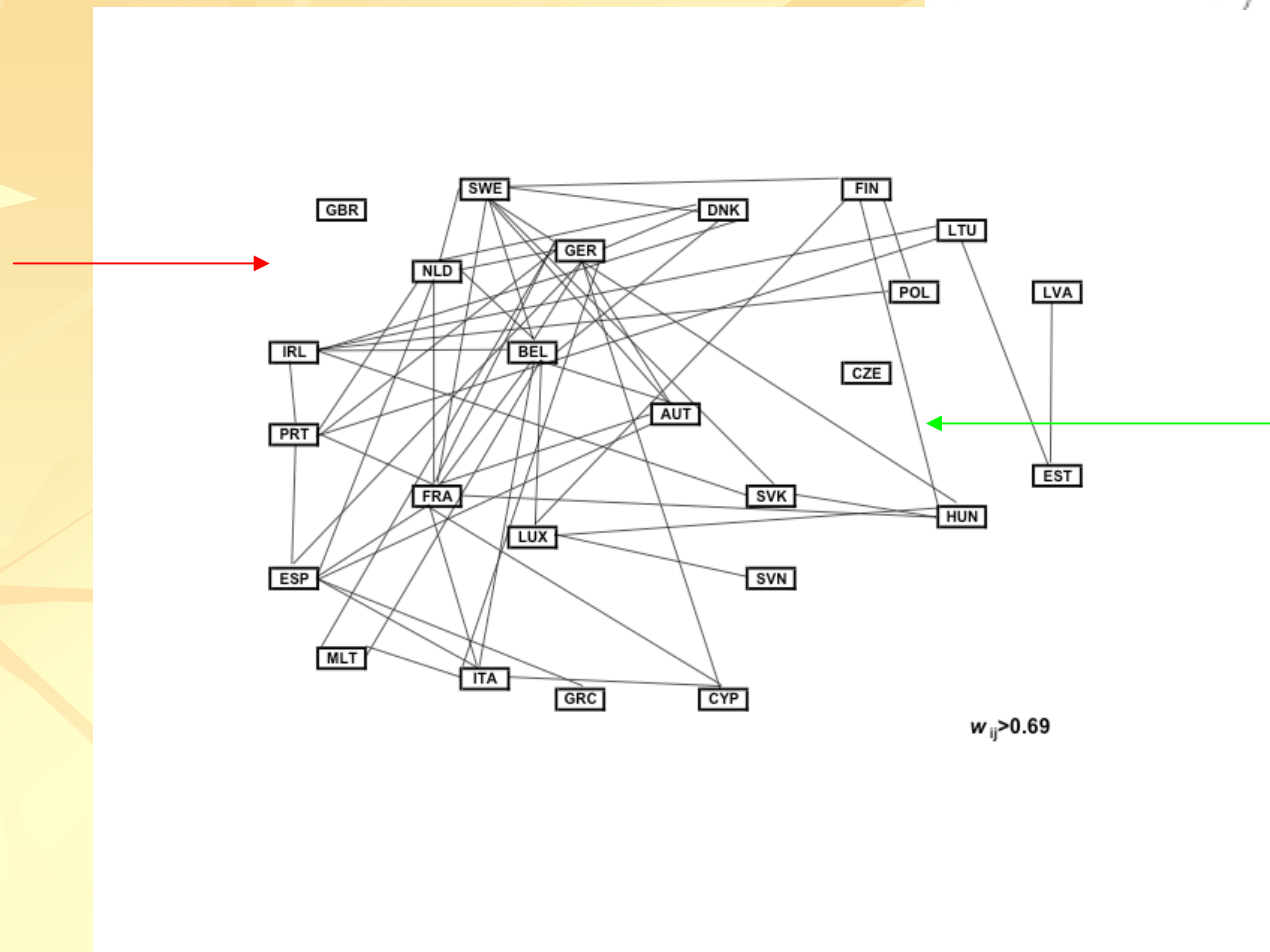 SWE
FIN
GBR
DNK
LTU
GER
NLD
POL
LVA
IRL
BEL
CZE
AUT
PRT
EST
FRA
SVK
HUN
LUX
ESP
SVN
MLT
ITA
GRC
CYP
w ij>0.69